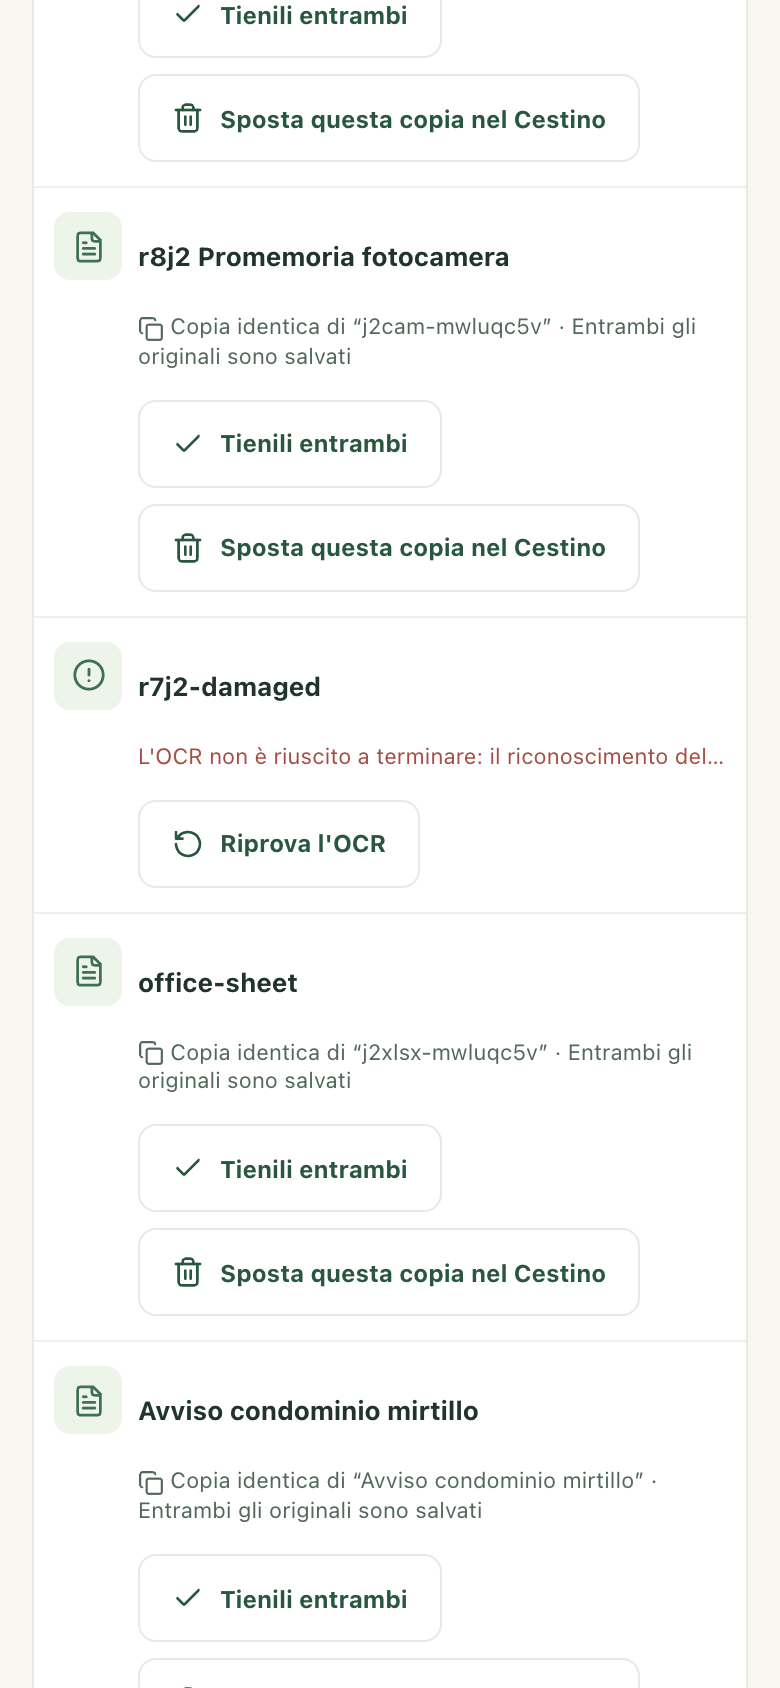 Tienili entrambi
Sposta questa copia nel Cestino
r8j2 Promemoria fotocamera
Copia identica di “j2cam-mwluqc5v” · Entrambi gli
originali sono salvati
Tienili entrambi
Sposta questa copia nel Cestino
r7j2-damaged
L'OCR non è riuscito a terminare: il riconoscimento del...
Riprova l'OCR
office-sheet
Copia identica di “j2xlsx-mwluqc5v” · Entrambi gli
originali sono salvati
Tienili entrambi
Sposta questa copia nel Cestino
Avviso condominio mirtillo
Copia identica di “Avviso condominio mirtillo” ·
Entrambi gli originali sono salvati
Tienili entrambi